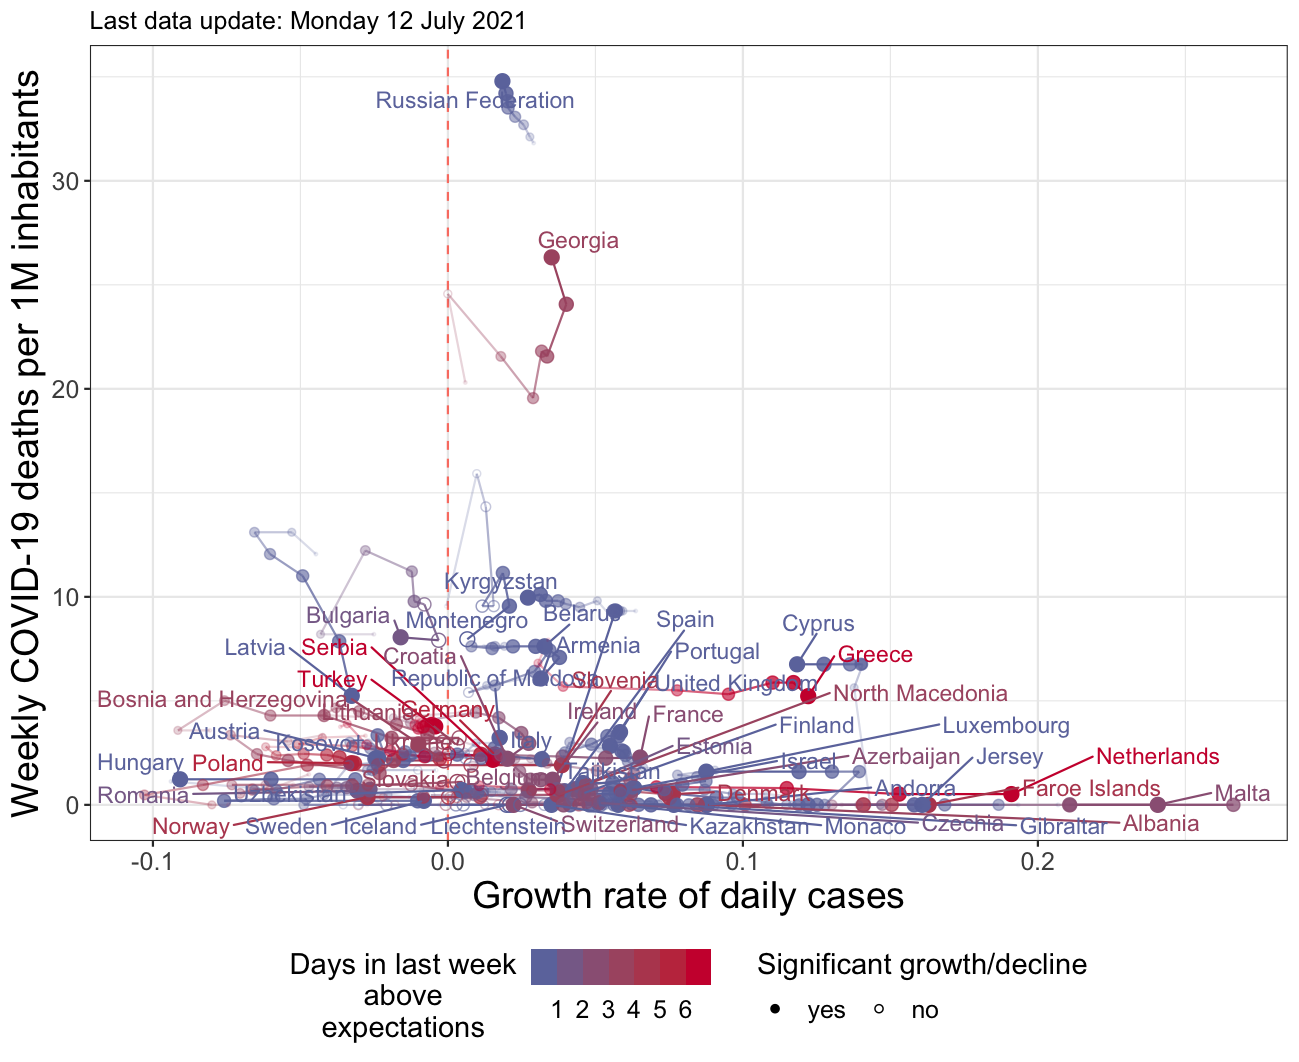 Last data update: Monday 12 July 2021
Weekly COVID-19 deaths per 1M inhabitants
30
20
10
0
Russian Federation
Georgia
Kyrgyzstan
Bulgaria
Montenegro
Belarus
Spain
Cyprus
Latvia
Serbia
Croatia
Armenia
Portugal
Greece
Turkey
Republic of Moldova
Slovenia
United Kingdom
Bosnia and Herzegovina
Lithuania
Germany
Ireland
France
North Macedonia
Austria
Kosovo
Italy
Estonia
Finland
Luxembourg
Hungary
Poland
Slovakia
Belgium
Tajikistan
Israel
Azerbaijan
Jersey
Netherlands
Romania
Uzbekistan
Denmark
Andorra
Faroe Islands
Malta
Norway
Sweden
Iceland
Liechtenstein
Switzerland
Kazakhstan
Monaco
Czechia
Gibraltar
Albania
-0.1
0.0
0.1
0.2
Growth rate of daily cases
Days in last week
above
expectations
1 2 3 4 5 6
Significant growth/decline
yes
no